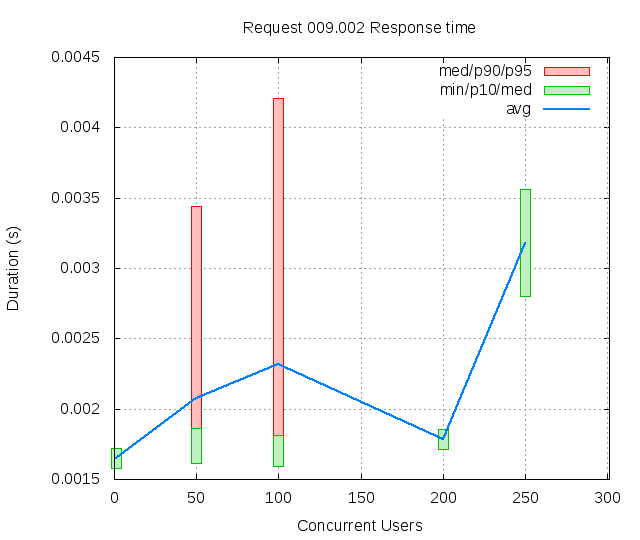 Request 009.002 Response time
0.0045
med/p90/p95
min/p10/med
avg
0.004
0.0035
0.003
0.0025
0.002
0.0015
Duration (s)
0 50 100 150 200 250 300
Concurrent Users